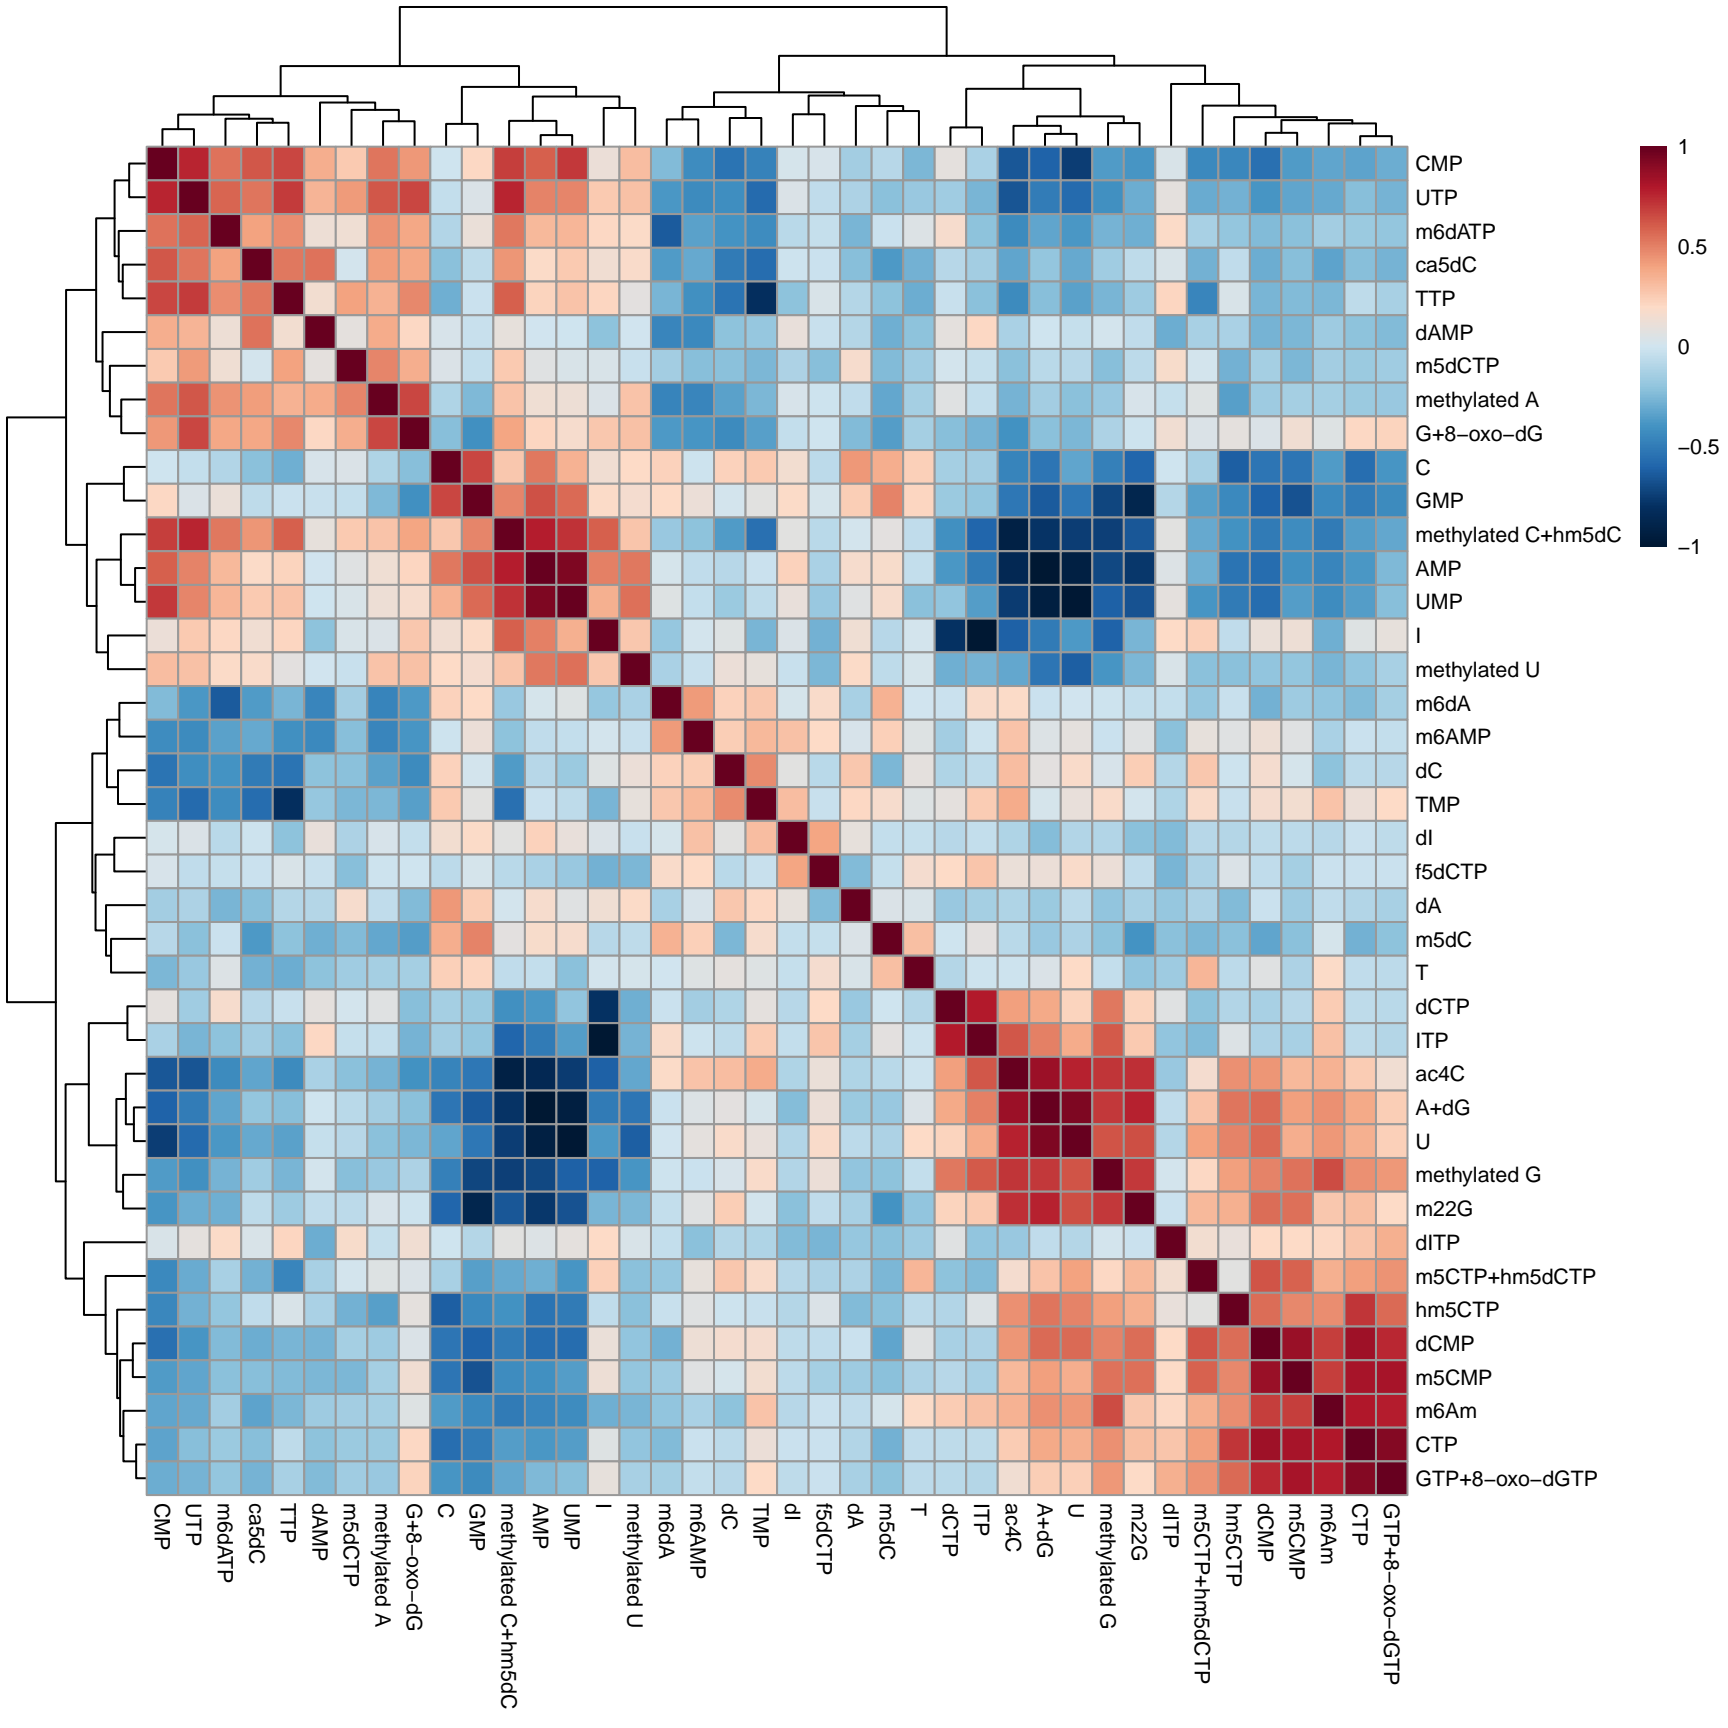 CMP
UTP
m6dATP
ca5dC
TTP
dAMP
m5dCTP
methylated A
G+8−oxo−dG
C
GMP
methylated C+hm5dC
AMP
UMP
I
methylated U
m6dA
m6AMP
dC
TMP
dI
f5dCTP
dA
m5dC
T
dCTP
ITP
ac4C
A+dG
U
methylated G
m22G
dITP
m5CTP+hm5dCTP
hm5CTP
dCMP
m5CMP
m6Am
CTP
GTP+8−oxo−dGTP
1
0.5
0
−0.5
−1
CMP
UTP
m6dATP
ca5dC
TTP
dAMP
m5dCTP
methylated A
G+8−oxo−dG
C
GMP
methylated C+hm5dC
AMP
UMP
I
methylated U
m6dA
m6AMP
dC
TMP
dI
f5dCTP
dA
m5dC
T
dCTP
ITP
ac4C
A+dG
U
methylated G
m22G
dITP
m5CTP+hm5dCTP
hm5CTP
dCMP
m5CMP
m6Am
CTP
GTP+8−oxo−dGTP